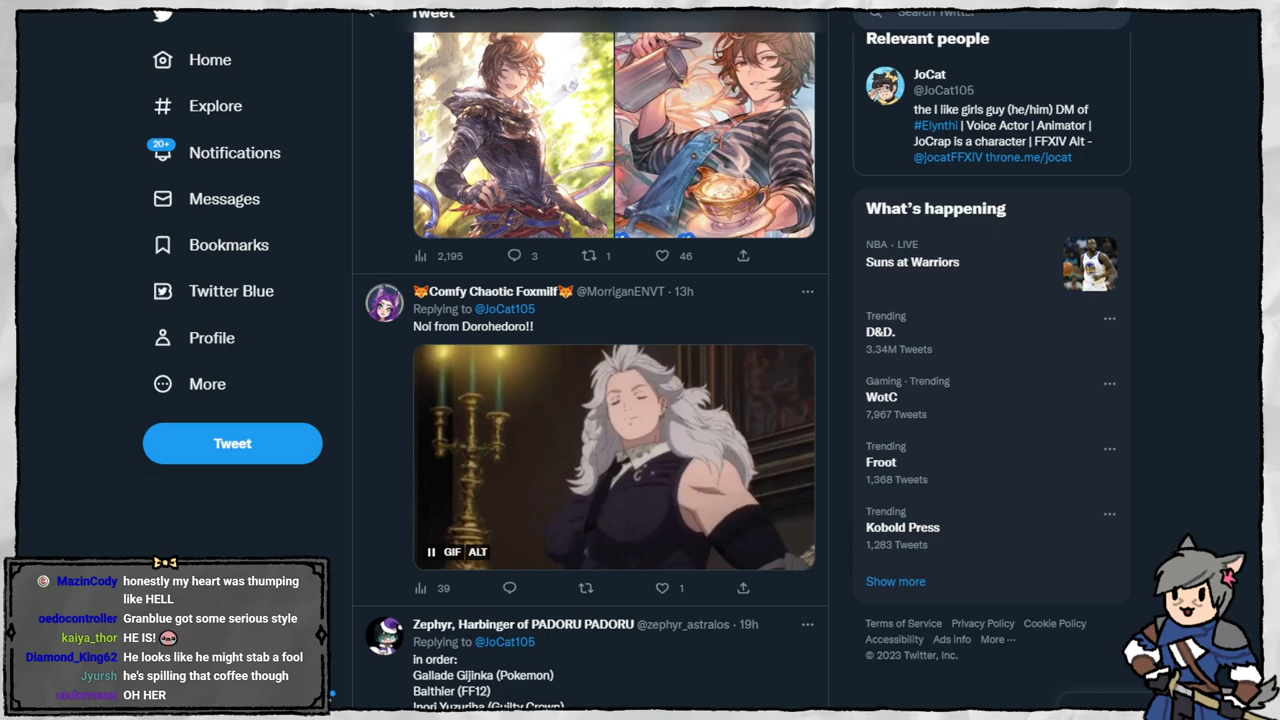 Tweet
Search Twitter
Home
Explore
20+
Notifications
Messages
Bookmarks
Twitter Blue
Profile
More
Tweet
2,195
3
1
46
🦊Comfy Chaotic Foxmilf🦊 @MorriganENVT · 13h
Replying to @JoCat105
Noi from Dorohedoro!!
GIF ALT
39
1
Zephyr, Harbinger of PADORU PADORU @zephyr_astralos · 19h
Replying to @JoCat105
in order:
Gallade Gijinka (Pokemon)
Balthier (FF12)
Inori Yuzuriha (Guilty Crown)
Relevant people
JoCat
@JoCat105
the I like girls guy (he/him) DM of
#Elynthi | Voice Actor | Animator |
JoCrap is a character | FFXIV Alt -
@jocatFFXIV throne.me/jocat
What's happening
NBA · LIVE
Suns at Warriors
Trending
D&D.
3.34M Tweets
Gaming · Trending
WotC
7,967 Tweets
Trending
Froot
1,368 Tweets
Trending
Kobold Press
1,283 Tweets
Show more
Terms of Service Privacy Policy Cookie Policy
Accessibility Ads info More ···
© 2023 Twitter, Inc.
MazinCody honestly my heart was thumping
like HELL
oedocontroller Granblue got some serious style
kaiya_thor HE IS!
Diamond_King62 He looks like he might stab a fool
Jyursh he's spilling that coffee though
OH HER